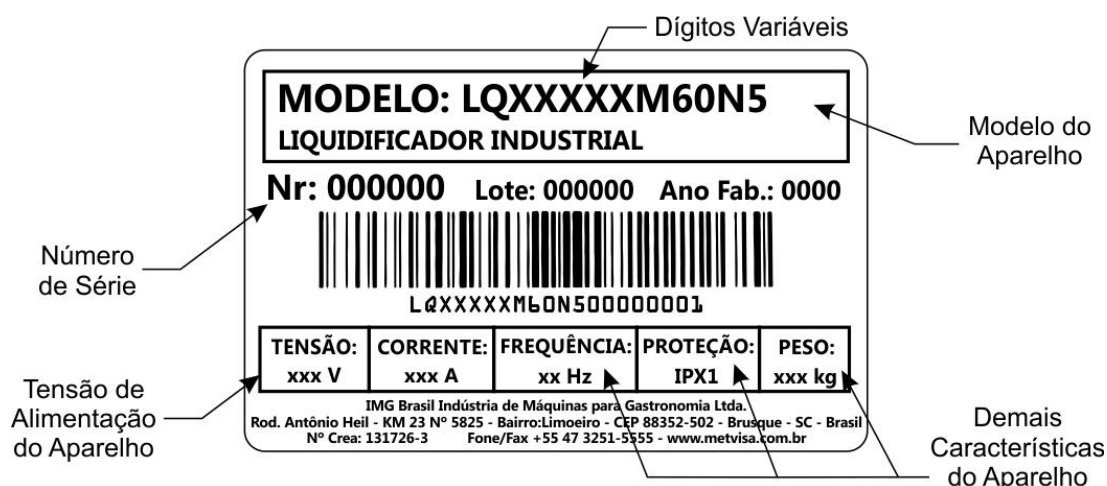 Dígitos Variáveis
MODELO: LQXXXXXM60N5
LIQUIDIFICADOR INDUSTRIAL
Modelo do
Aparelho
Nr: 000000 Lote: 000000 Ano Fab.: 0000
Número
de Série
LQXXXXXM60N500000001
TENSÃO: CORRENTE: FREQUÊNCIA: PROTEÇÃO: PESO:
xxx V xxx A xx Hz IPX1 xxx kg
Tensão de
Alimentação
do Aparelho
IMG Brasil Indústria de Máquinas para Gastronomia Ltda.
Rod. Antônio Heil - KM 23 Nº 5825 - Bairro:Limoeiro - CEP 88352-502 - Brusque - SC - Brasil
Nº Crea: 131726-3 Fone/Fax +55 47 3251-5555 - www.metvisa.com.br
Demais
Características
do Aparelho